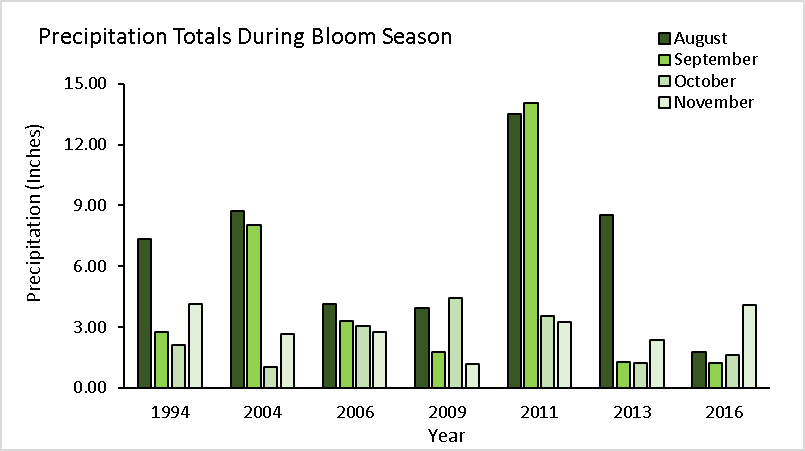 Precipitation Totals During Bloom Season
August
September
October
November
15.00
12.00
9.00
6.00
3.00
0.00
Precipitation (Inches)
1994 2004 2006 2009 2011 2013 2016
Year